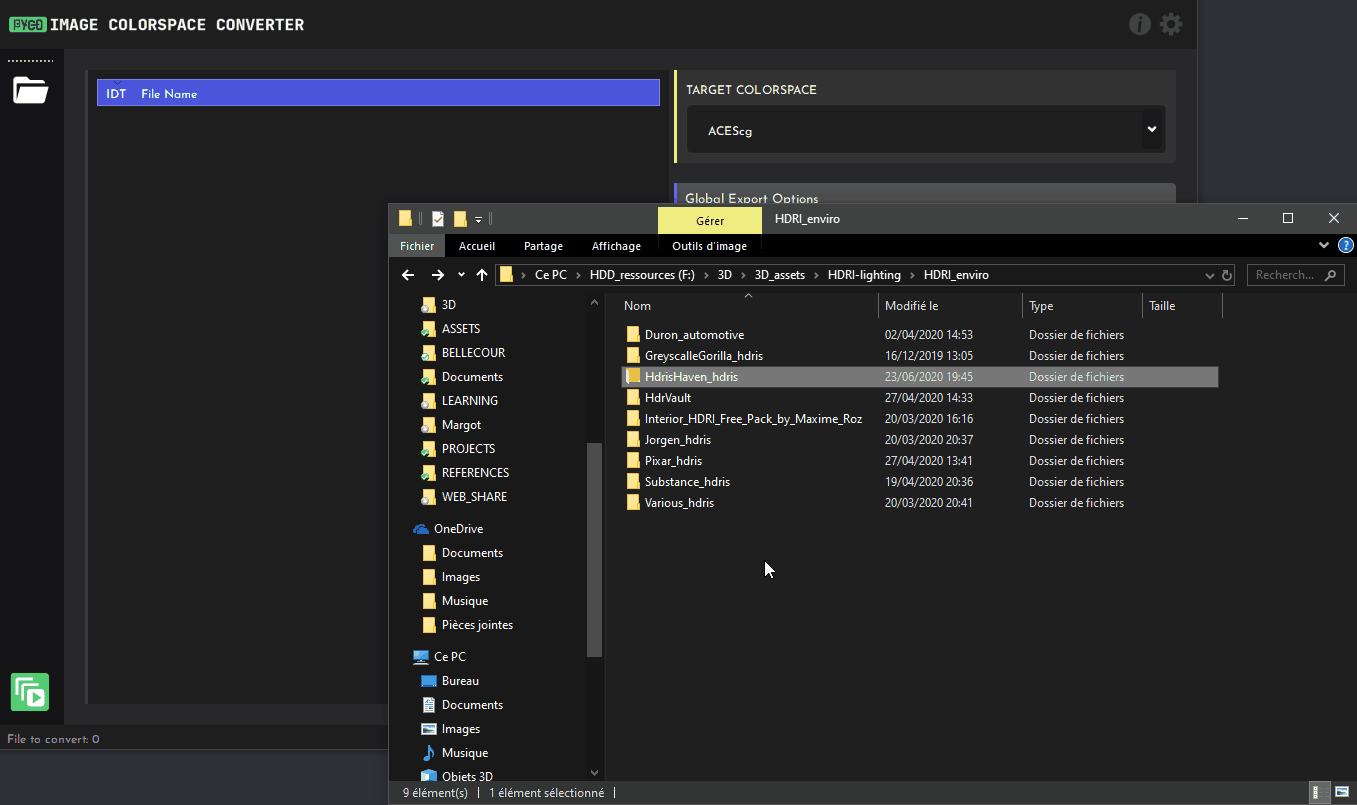 PYCO IMAGE COLORSPACE CONVERTER
IDT File Name
TARGET COLORSPACE
ACEScg
Global Export Options
File to convert: 0
Gérer HDRI_enviro
Fichier Accueil Partage Affichage Outils d'image
Ce PC › HDD_ressources (F:) › 3D › 3D_assets › HDRI-lighting › HDRI_enviro
Recherch...
3D
ASSETS
BELLECOUR
Documents
LEARNING
Margot
PROJECTS
REFERENCES
WEB_SHARE
OneDrive
Documents
Images
Musique
Pièces jointes
Ce PC
Bureau
Documents
Images
Musique
Objets 3D
Nom Modifié le Type Taille
Duron_automotive 02/04/2020 14:53 Dossier de fichiers
GreyscalleGorilla_hdris 16/12/2019 13:05 Dossier de fichiers
HdrisHaven_hdris 23/06/2020 19:45 Dossier de fichiers
HdrVault 27/04/2020 14:33 Dossier de fichiers
Interior_HDRI_Free_Pack_by_Maxime_Roz 20/03/2020 16:16 Dossier de fichiers
Jorgen_hdris 20/03/2020 20:37 Dossier de fichiers
Pixar_hdris 27/04/2020 13:41 Dossier de fichiers
Substance_hdris 19/04/2020 20:36 Dossier de fichiers
Various_hdris 20/03/2020 20:41 Dossier de fichiers
9 élément(s) 1 élément sélectionné